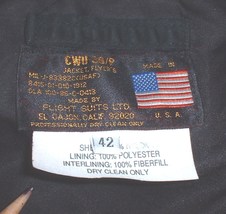 CWU 36/P
JACKET, FLYER'S
MIL-J-83382C(USAF)
8415-01-010-1912
DLA 100-86-C-0413
MADE BY
FLIGHT SUITS LTD.
EL CAJON, CALIF. 92020
PROFESSIONALLY DRY CLEAN ONLY
MADE IN
U.S.A.
42
LINING: 100% POLYESTER
INTERLINING: 100% FIBERFILL
DRY CLEAN ONLY